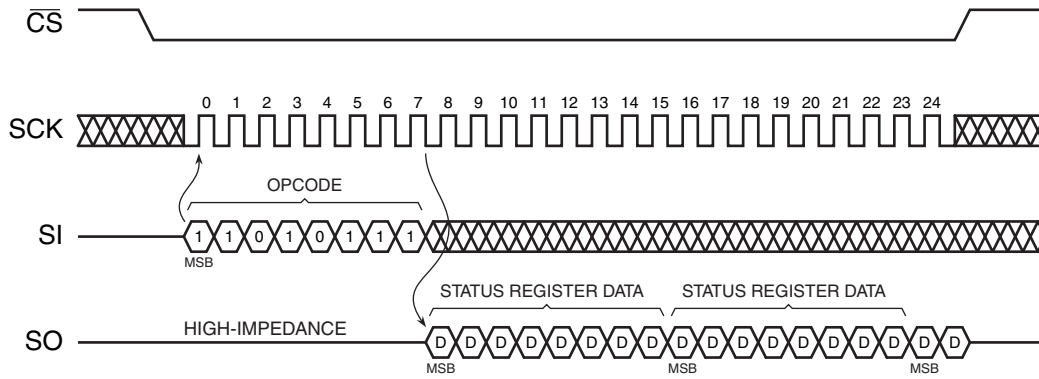 CS
0 1 2 3 4 5 6 7 8 9 10 11 12 13 14 15 16 17 18 19 20 21 22 23 24
SCK
OPCODE
SI 1 1 0 1 0 1 1 1
MSB
STATUS REGISTER DATA STATUS REGISTER DATA
HIGH-IMPEDANCE
SO D D D D D D D D D D D D D D D D D D
MSB MSB MSB